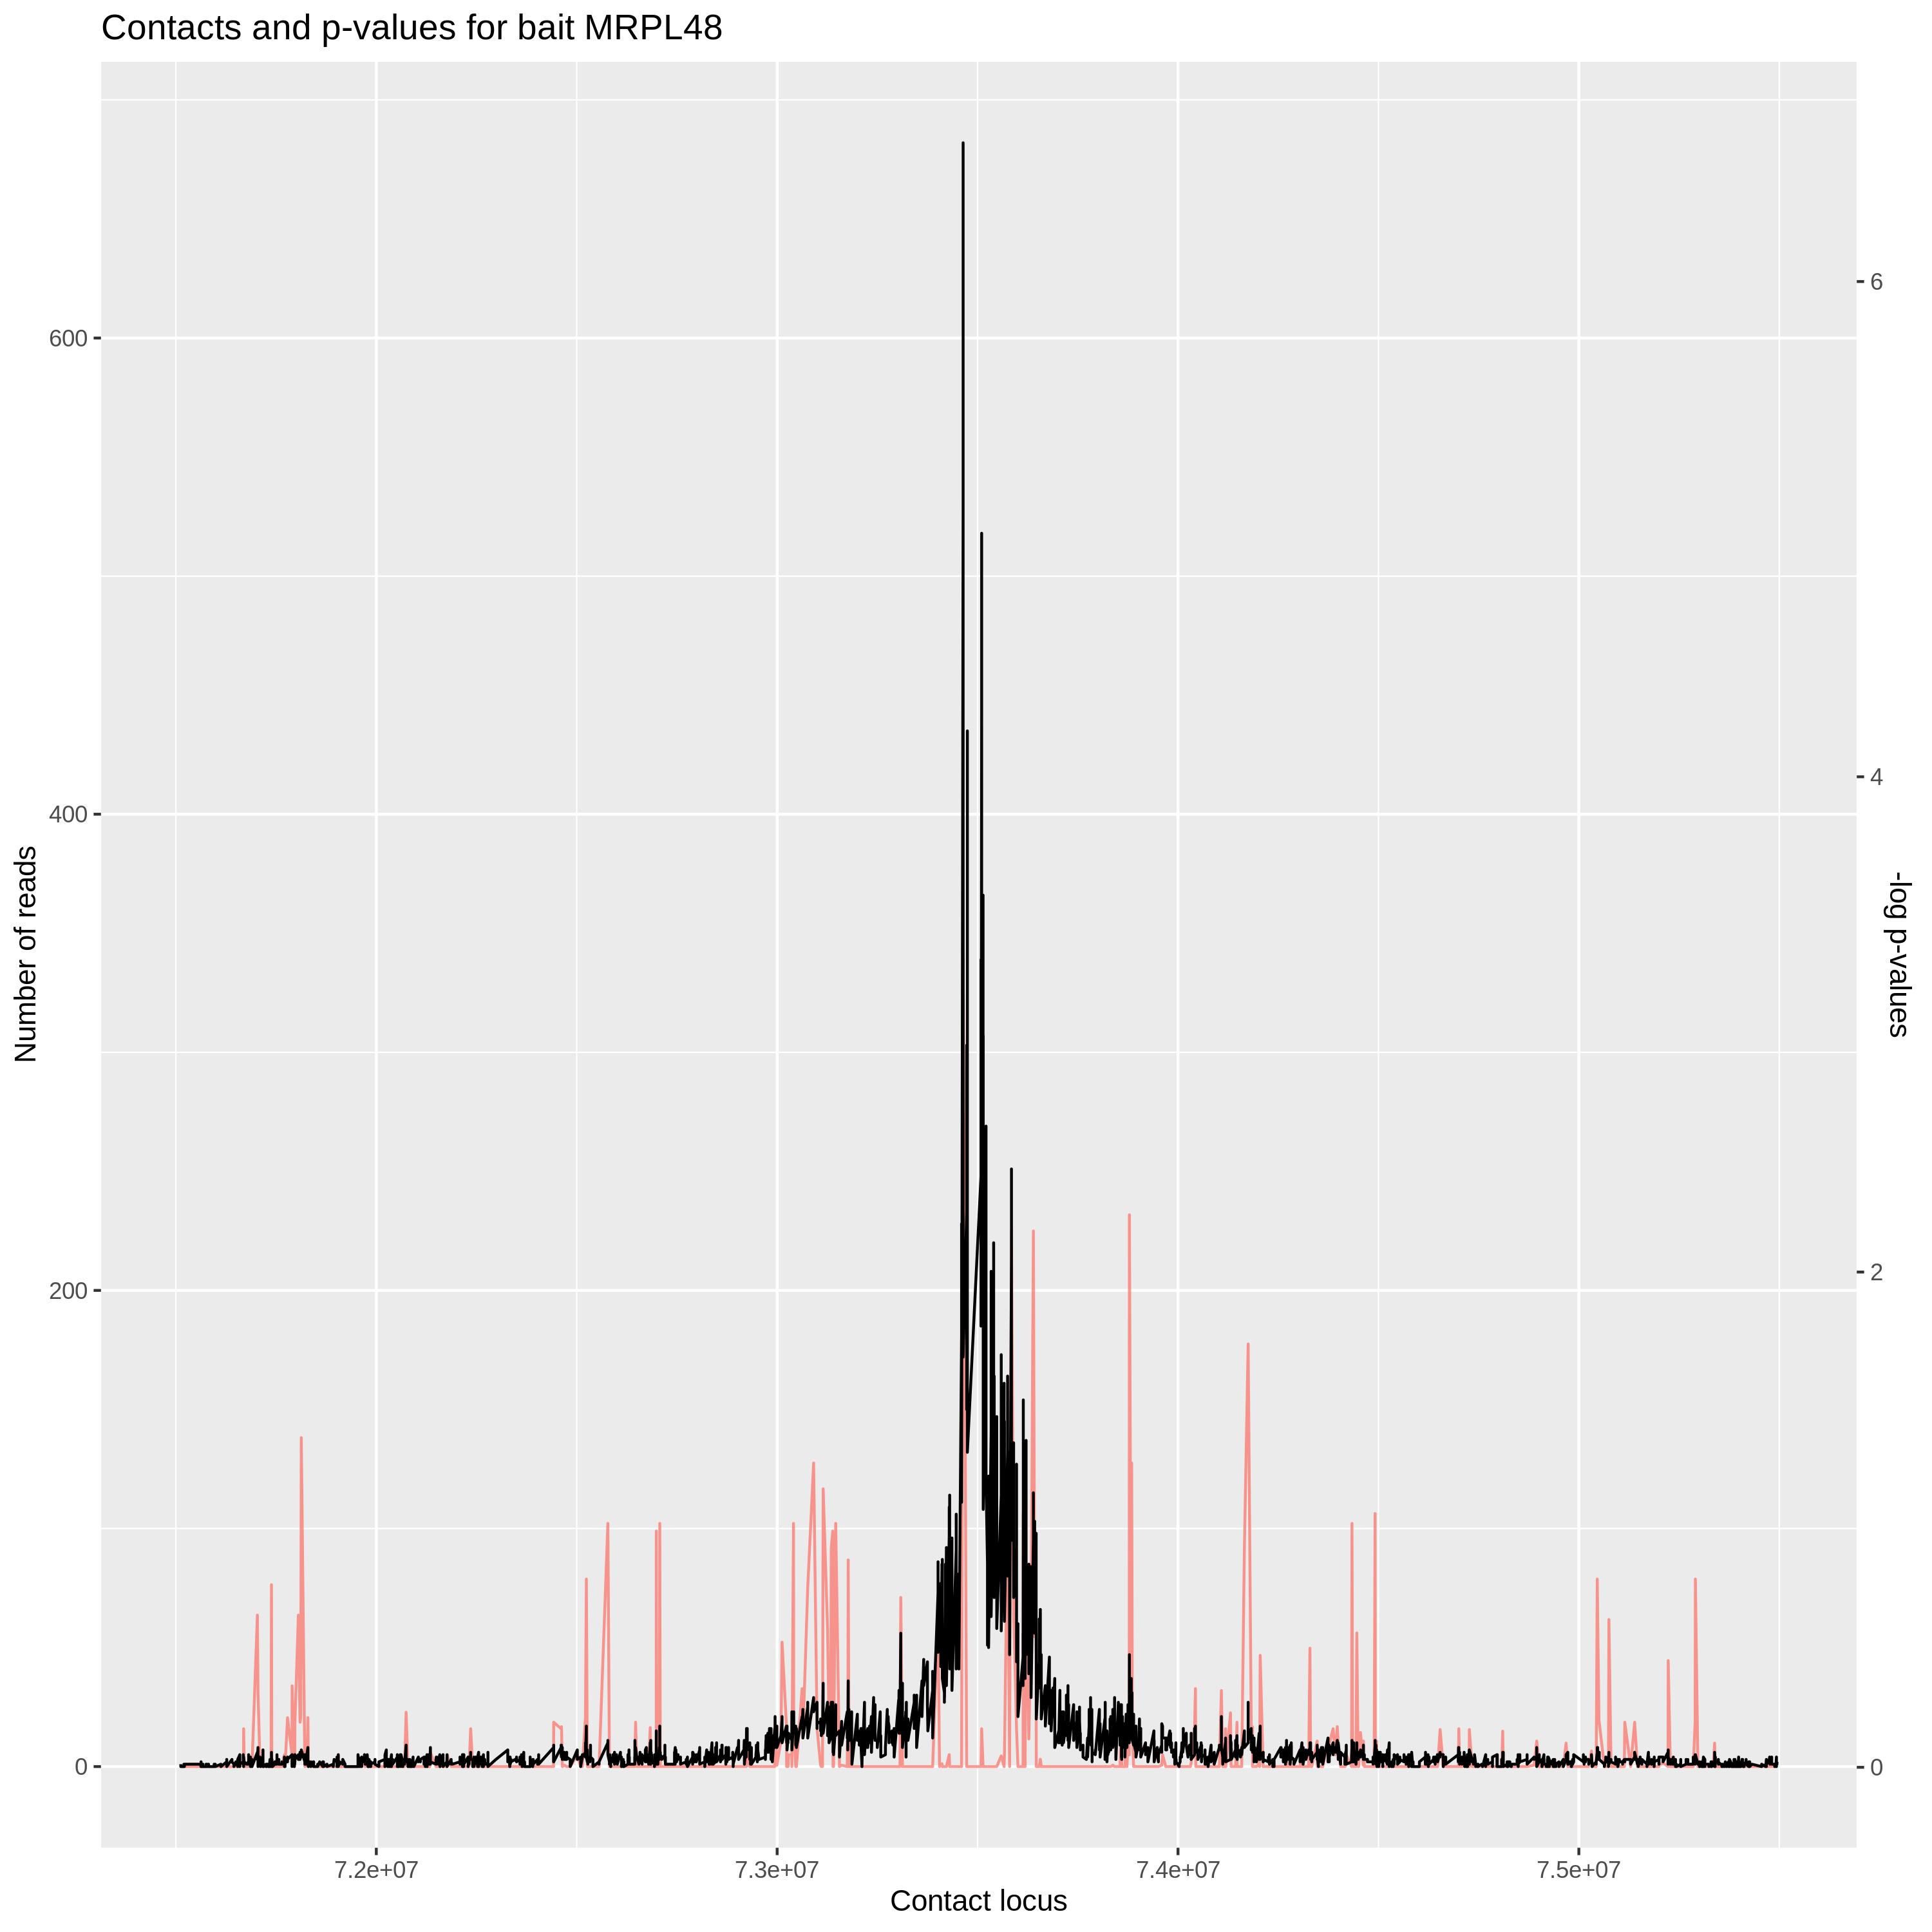 Contacts and p-values for bait MRPL48
Number of reads
600
400
200
0
6
4
2
0
-log p-values
7.2e+07
7.3e+07
7.4e+07
7.5e+07
Contact locus